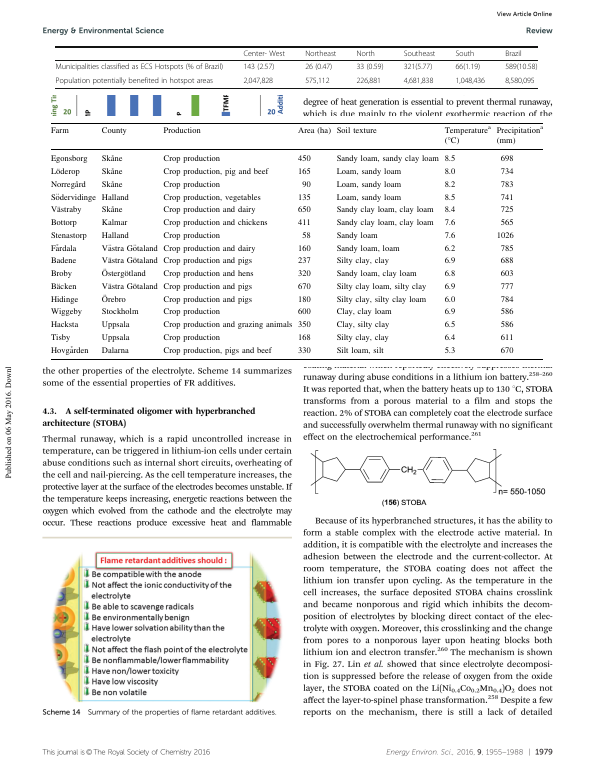 View Article Online
Energy & Environmental Science
Review
Center- West Northeast North Southeast South Brazil
Municipalities classified as ECS Hotspots (% of Brazil) 143 (2.57) 26 (0.47) 33 (0.59) 321(5.77) 66(1.19) 589(10.58)
Population potentially benefited in hotspot areas 2,047,828 575,112 226,881 4,681,838 1,048,436 8,580,095
20
20
degree of heat generation is essential to prevent thermal runaway,
which is due mainly to the violent exothermic reaction of the
Farm County Production Area (ha) Soil texture Temperatureᵃ Precipitationᵃ
(°C) (mm)
Egonsborg Skåne Crop production 450 Sandy loam, sandy clay loam 8.5 698
Löderop Skåne Crop production, pig and beef 165 Loam, sandy loam 8.0 734
Norregård Skåne Crop production 90 Loam, sandy loam 8.2 783
Södervidinge Halland Crop production, vegetables 135 Loam, sandy loam 8.5 741
Västraby Skåne Crop production and dairy 650 Sandy clay loam, clay loam 8.4 725
Bottorp Kalmar Crop production and chickens 411 Sandy clay loam, clay loam 7.6 565
Stenastorp Halland Crop production 58 Sandy loam 7.6 1026
Färdala Västra Götaland Crop production and dairy 160 Sandy loam, loam 6.2 785
Badene Västra Götaland Crop production and pigs 237 Silty clay, clay 6.9 688
Broby Östergötland Crop production and hens 320 Sandy loam, clay loam 6.8 603
Bäcken Västra Götaland Crop production and pigs 670 Silty clay loam, silty clay 6.9 777
Hidinge Örebro Crop production and pigs 180 Silty clay, silty clay loam 6.0 784
Wiggeby Stockholm Crop production 600 Clay, clay loam 6.9 586
Hacksta Uppsala Crop production and grazing animals 350 Clay, silty clay 6.5 586
Tisby Uppsala Crop production 168 Silty clay, clay 6.4 611
Hovgården Dalarna Crop production, pigs and beef 330 Silt loam, silt 5.3 670
the other properties of the electrolyte. Scheme 14 summarizes
some of the essential properties of FR additives.
4.3. A self-terminated oligomer with hyperbranched
architecture (STOBA)
Thermal runaway, which is a rapid uncontrolled increase in
temperature, can be triggered in lithium-ion cells under certain
abuse conditions such as internal short circuits, overheating of
the cell and nail-piercing. As the cell temperature increases, the
protective layer at the surface of the electrodes becomes unstable. If
the temperature keeps increasing, energetic reactions between the
oxygen which evolved from the cathode and the electrolyte may
occur. These reactions produce excessive heat and flammable
Flame retardant additives should :
Be compatible with the anode
Not affect the ionic conductivity of the
electrolyte
Be able to scavenge radicals
Be environmentally benign
Have lower solvation ability than the
electrolyte
Not affect the flash point of the electrolyte
Be nonflammable/lower flammability
Have non/lower toxicity
Have low viscosity
Be non volatile
Scheme 14 Summary of the properties of flame retardant additives.
runaway during abuse conditions in a lithium ion battery.²⁵⁸⁻²⁶⁰
It was reported that, when the battery heats up to 130 °C, STOBA
transforms from a porous material to a film and stops the
reaction. 2% of STOBA can completely coat the electrode surface
and successfully overwhelm thermal runaway with no significant
effect on the electrochemical performance.²⁶¹
CH₂
n= 550-1050
(156) STOBA
Because of its hyperbranched structures, it has the ability to
form a stable complex with the electrode active material. In
addition, it is compatible with the electrolyte and increases the
adhesion between the electrode and the current-collector. At
room temperature, the STOBA coating does not affect the
lithium ion transfer upon cycling. As the temperature in the
cell increases, the surface deposited STOBA chains crosslink
and became nonporous and rigid which inhibits the decom-
position of electrolytes by blocking direct contact of the elec-
trolyte with oxygen. Moreover, this crosslinking and the change
from pores to a nonporous layer upon heating blocks both
lithium ion and electron transfer.²⁶⁰ The mechanism is shown
in Fig. 27. Lin et al. showed that since electrolyte decomposi-
tion is suppressed before the release of oxygen from the oxide
layer, the STOBA coated on the Li(Ni₀.₄Co₀.₂Mn₀.₄)O₂ does not
affect the layer-to-spinel phase transformation.²⁵⁸ Despite a few
reports on the mechanism, there is still a lack of detailed
Published on 06 May 2016. Downl
This journal is © The Royal Society of Chemistry 2016
Energy Environ. Sci., 2016, 9, 1955–1988 | 1979